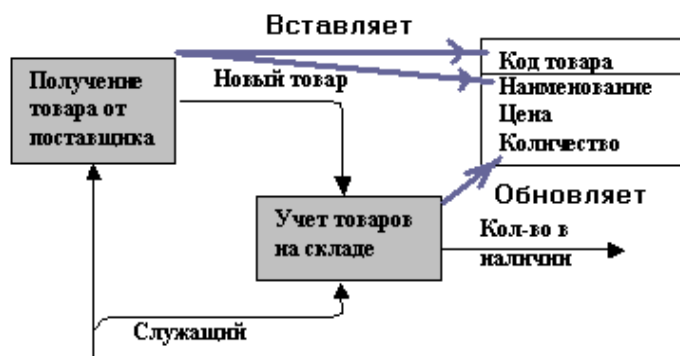 Вставляет
Код товара
Получение
товара от
поставщика
Новый товар
Наименование
Цена
Количество
Обновляет
Учет товаров
на складе
Кол-во в
наличии
Служащий